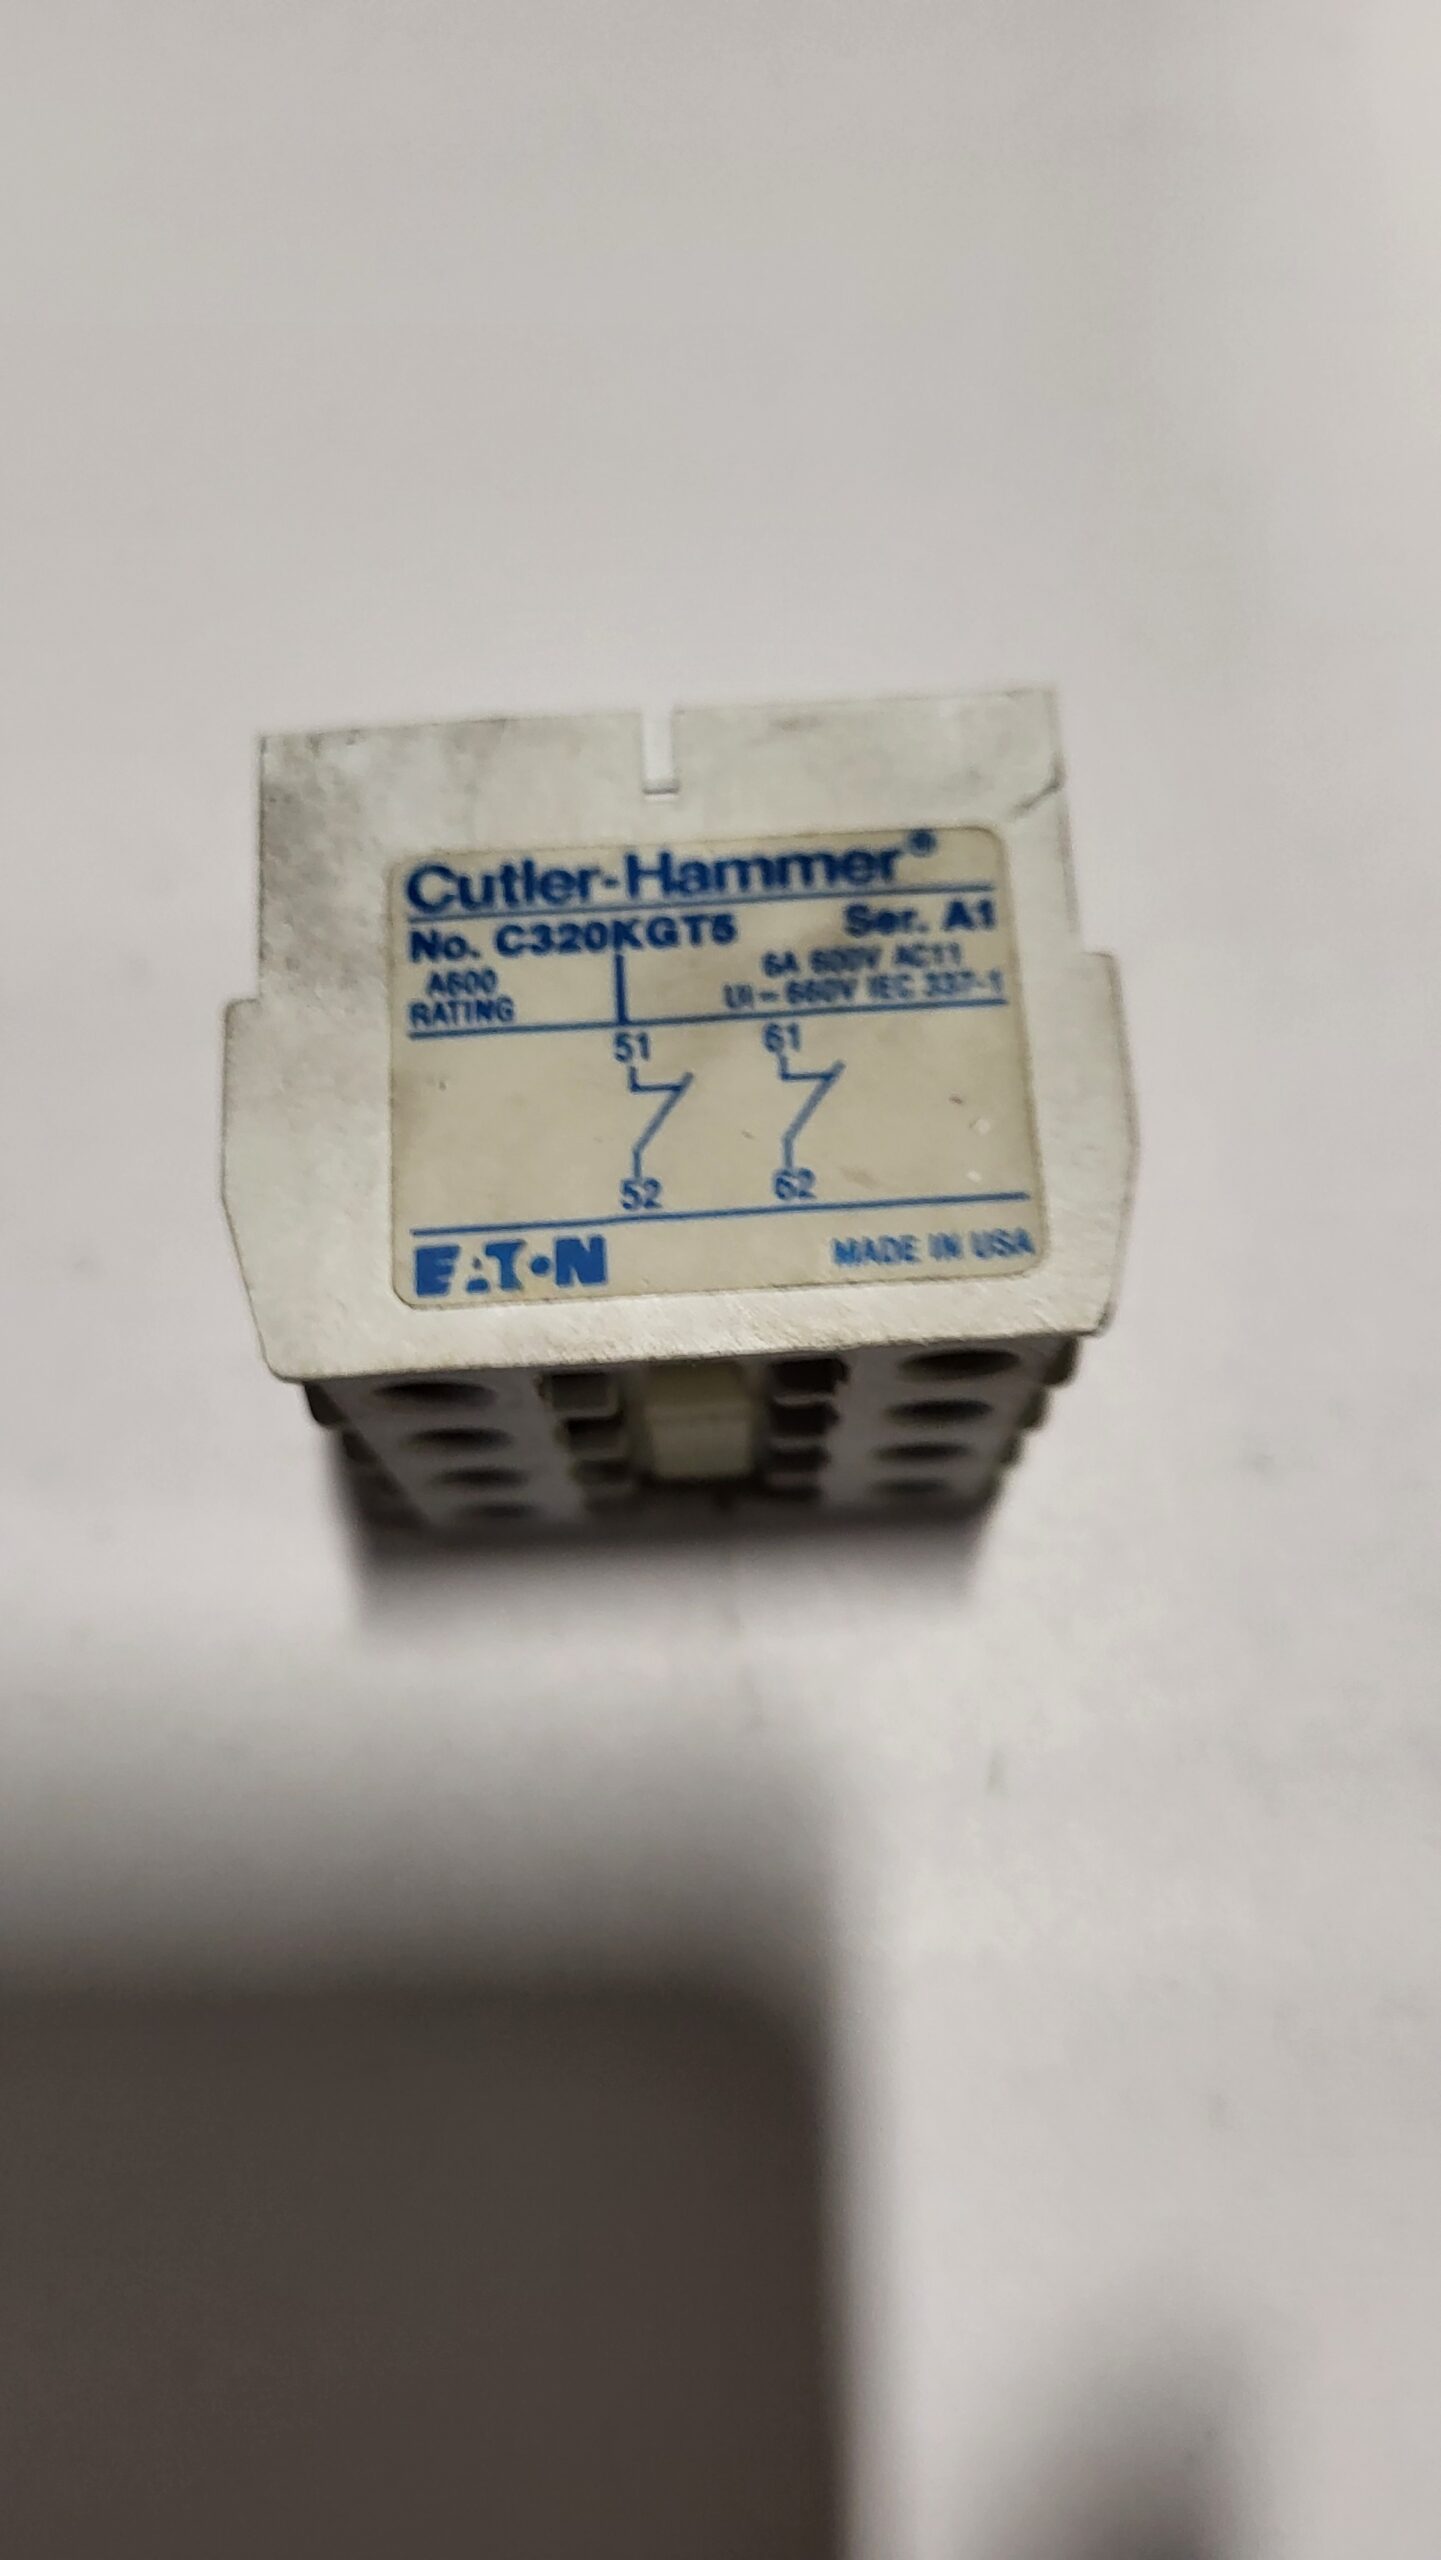 Cutler-Hammer®
No. C320KGT5 Ser. A1
A600 6A 600V AC11
RATING UI-660V IEC 337-1
51 61
52 62
EATON MADE IN USA